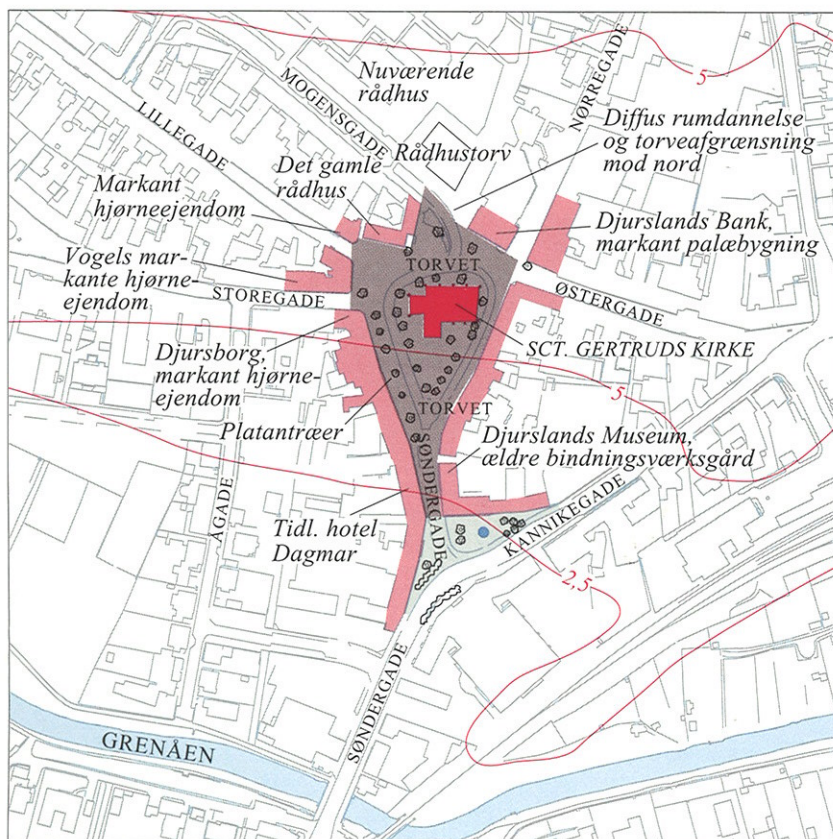 5
Nuværende
rådhus
MOGENSGADE
NØRREGADE
LILLEGADE
Diffus rumdannelse
og torveafgrænsning
mod nord
Rådhustorv
Det gamle
rådhus
Markant
hjørneejendom
Djurslands Bank,
markant palæbygning
Vogels mar-
kante hjørne-
ejendom
TORVET
STOREGADE
ØSTERGADE
SCT. GERTRUDS KIRKE
Djursborg,
markant hjørne-
ejendom
5
TORVET
Platantræer
Djurslands Museum,
ældre bindningsværksgård
SØNDERGADE
ÅGADE
Tidl. hotel
Dagmar
KANNIKEGADE
2,5
SØNDERGADE
GRENÅEN